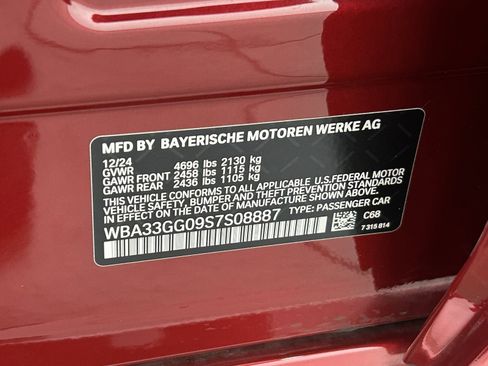 MFD BY BAYERISCHE MOTOREN WERKE AG
12/24
GVWR 4696 lbs 2130 kg
GAWR FRONT 2458 lbs 1115 kg
GAWR REAR 2436 lbs 1105 kg
THIS VEHICLE CONFORMS TO ALL APPLICABLE U.S.FEDERAL MOTOR
VEHICLE SAFETY, BUMPER AND THEFT PREVENTION STANDARDS
IN EFFECT ON THE DATE OF MANUFACTURE SHOWN ABOVE.
WBA33GG09S7S08887 TYPE: PASSENGER CAR
C6B
7 315 814